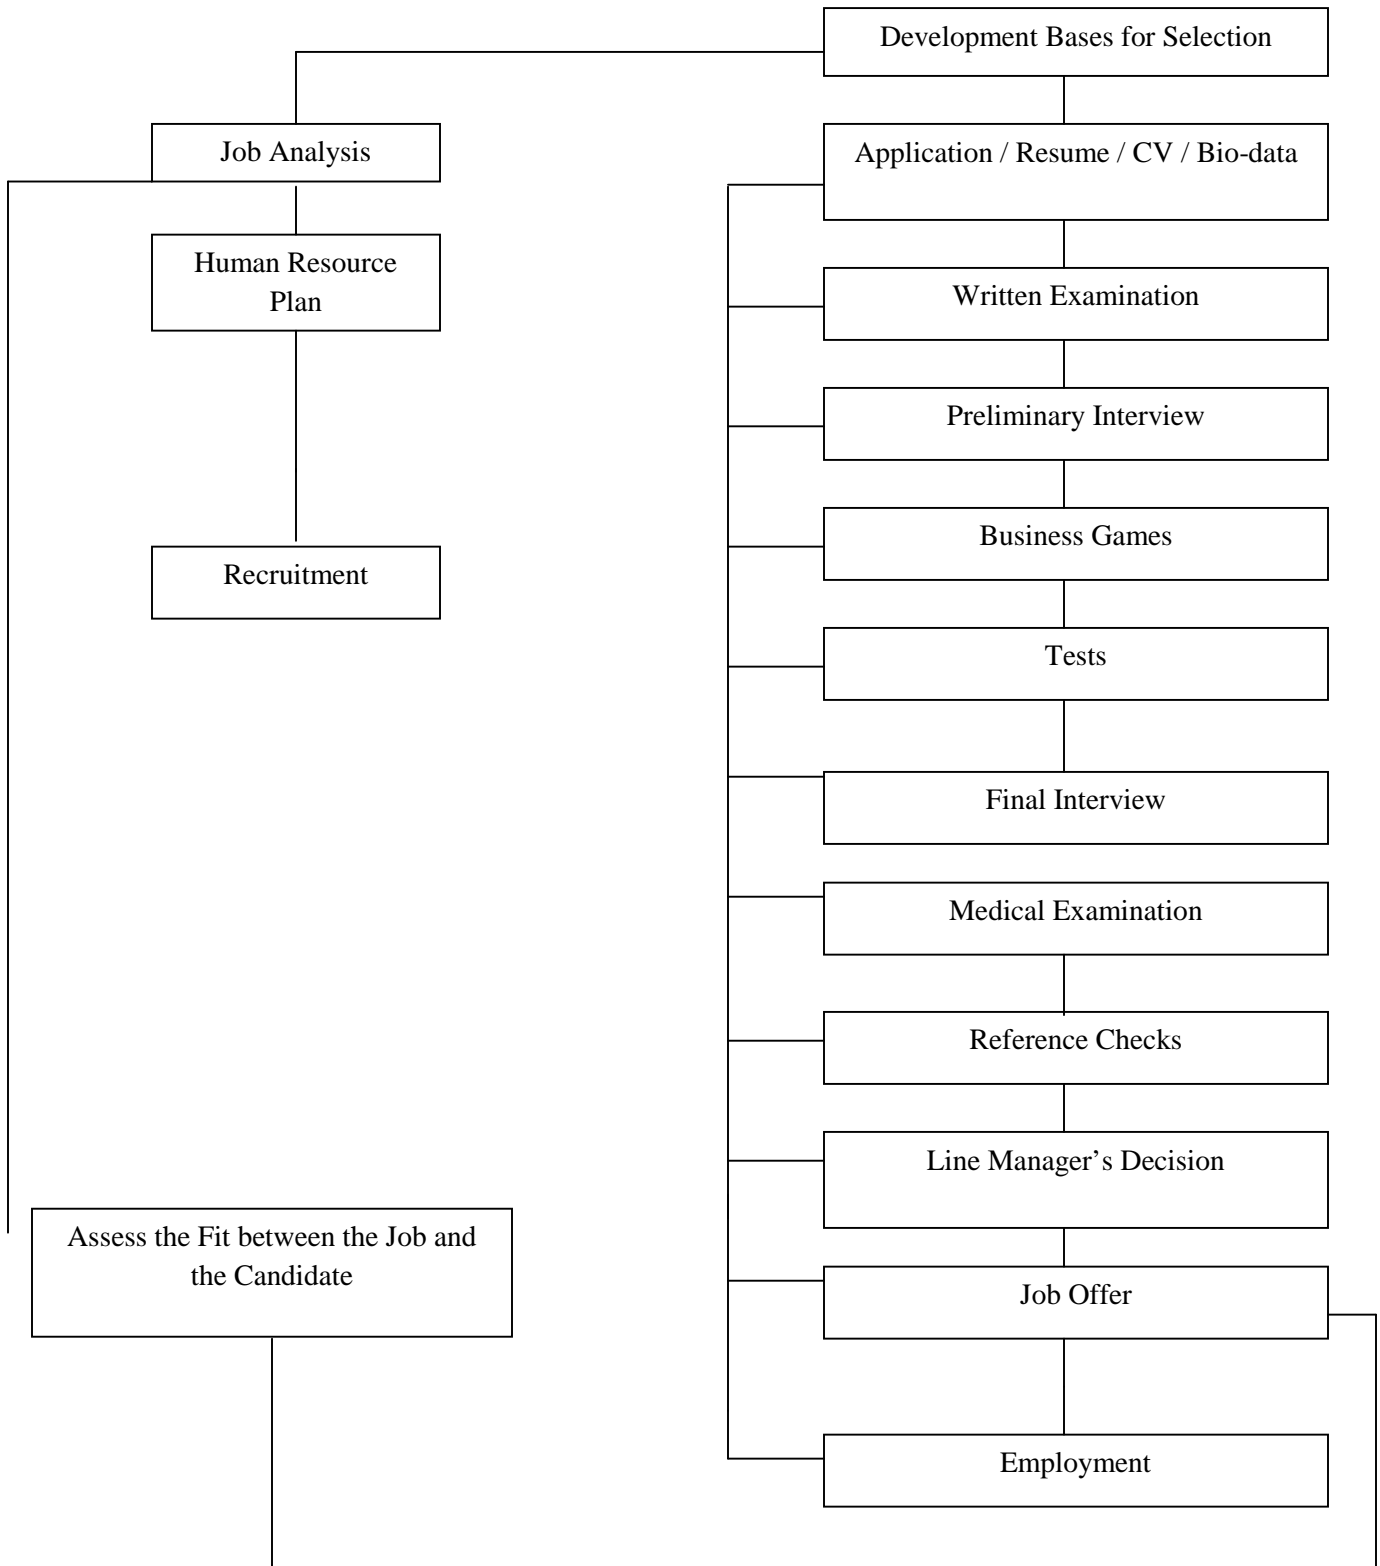 Development Bases for Selection
Job Analysis
Application / Resume / CV / Bio-data
Human Resource
Plan
Written Examination
Preliminary Interview
Business Games
Recruitment
Tests
Final Interview
Medical Examination
Reference Checks
Line Manager’s Decision
Assess the Fit between the Job and
the Candidate
Job Offer
Employment